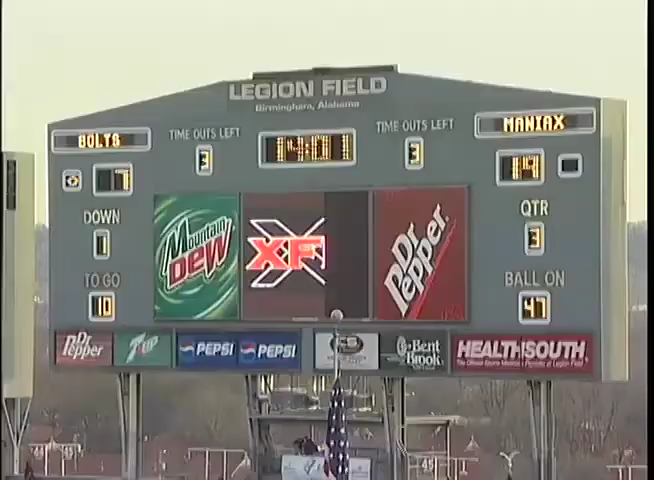 LEGION FIELD
Birmingham, Alabama
BOLTS
TIME OUTS LEFT
3
14:01
TIME OUTS LEFT
3
MANIAX
7
19
DOWN
1
QTR
3
TO GO
10
BALL ON
47
Mountain
DEW
XF
Dr
Pepper
Dr Pepper
7UP
PEPSI
PEPSI
Bent
Brook
HEALTHSOUTH
45